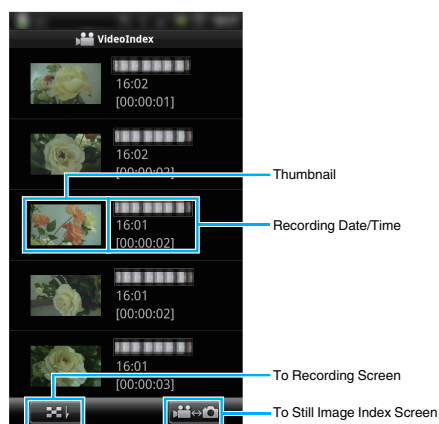 VideoIndex
16:02
[00:00:01]
16:02
[00:00:02]
Thumbnail
16:01
[00:00:02]
Recording Date/Time
16:01
[00:00:02]
16:01
[00:00:03]
To Recording Screen
To Still Image Index Screen